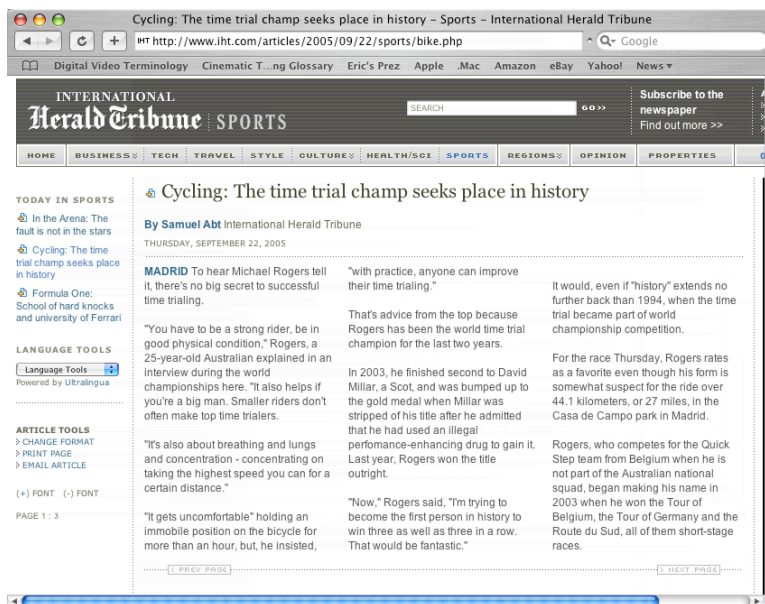 Cycling: The time trial champ seeks place in history – Sports – International Herald Tribune
IHT http://www.iht.com/articles/2005/09/22/sports/bike.php
Google
Digital Video Terminology Cinematic T...ng Glossary Eric's Prez Apple .Mac Amazon eBay Yahoo! News
INTERNATIONAL
Herald Tribune SPORTS
SEARCH
GO>>
Subscribe to the
newspaper
Find out more >>
HOME BUSINESS TECH TRAVEL STYLE CULTURE HEALTH/SCI SPORTS REGIONS OPINION PROPERTIES
TODAY IN SPORTS
In the Arena: The
fault is not in the stars
Cycling: The time
trial champ seeks place
in history
Formula One:
School of hard knocks
and university of Ferrari
LANGUAGE TOOLS
Language Tools
Powered by Ultralingua
ARTICLE TOOLS
> CHANGE FORMAT
> PRINT PAGE
> EMAIL ARTICLE
(+) FONT (-) FONT
PAGE 1 : 3
Cycling: The time trial champ seeks place in history
By Samuel Abt International Herald Tribune
THURSDAY, SEPTEMBER 22, 2005
MADRID To hear Michael Rogers tell
it, there's no big secret to successful
time trialing.
"You have to be a strong rider, be in
good physical condition," Rogers, a
25-year-old Australian explained in an
interview during the world
championships here. "It also helps if
you're a big man. Smaller riders don't
often make top time trialers.
"It's also about breathing and lungs
and concentration - concentrating on
taking the highest speed you can for a
certain distance."
"It gets uncomfortable" holding an
immobile position on the bicycle for
more than an hour, but, he insisted,
"with practice, anyone can improve
their time trialing."
That's advice from the top because
Rogers has been the world time trial
champion for the last two years.
In 2003, he finished second to David
Millar, a Scot, and was bumped up to
the gold medal when Millar was
stripped of his title after he admitted
that he had used an illegal
perfomance-enhancing drug to gain it.
Last year, Rogers won the title
outright.
"Now," Rogers said, "I'm trying to
become the first person in history to
win three as well as three in a row.
That would be fantastic."
It would, even if "history" extends no
further back than 1994, when the time
trial became part of world
championship competition.
For the race Thursday, Rogers rates
as a favorite even though his form is
somewhat suspect for the ride over
44.1 kilometers, or 27 miles, in the
Casa de Campo park in Madrid.
Rogers, who competes for the Quick
Step team from Belgium when he is
not part of the Australian national
squad, began making his name in
2003 when he won the Tour of
Belgium, the Tour of Germany and the
Route du Sud, all of them short-stage
races.
< PREV PAGE
> NEXT PAGE